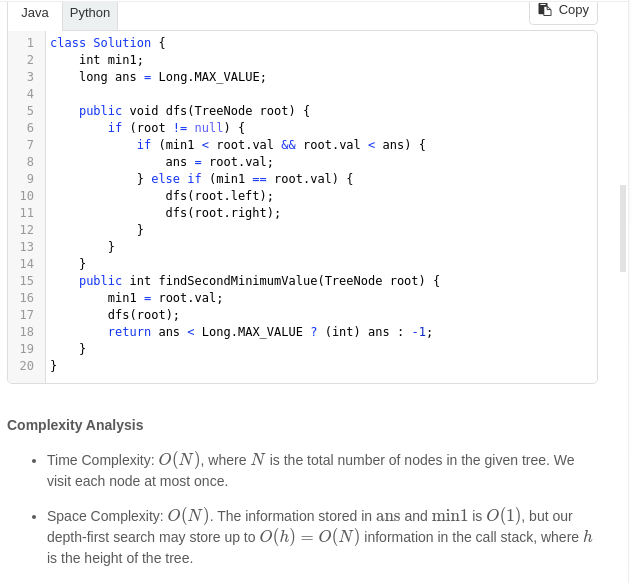 Java Python Copy
1 class Solution {
2     int min1;
3     long ans = Long.MAX_VALUE;
4
5     public void dfs(TreeNode root) {
6         if (root != null) {
7             if (min1 < root.val && root.val < ans) {
8                 ans = root.val;
9             } else if (min1 == root.val) {
10                 dfs(root.left);
11                 dfs(root.right);
12             }
13         }
14     }
15     public int findSecondMinimumValue(TreeNode root) {
16         min1 = root.val;
17         dfs(root);
18         return ans < Long.MAX_VALUE ? (int) ans : -1;
19     }
20 }
Complexity Analysis
• Time Complexity: O(N), where N is the total number of nodes in the given tree. We
visit each node at most once.
• Space Complexity: O(N). The information stored in ans and min1 is O(1), but our
depth-first search may store up to O(h) = O(N) information in the call stack, where h
is the height of the tree.